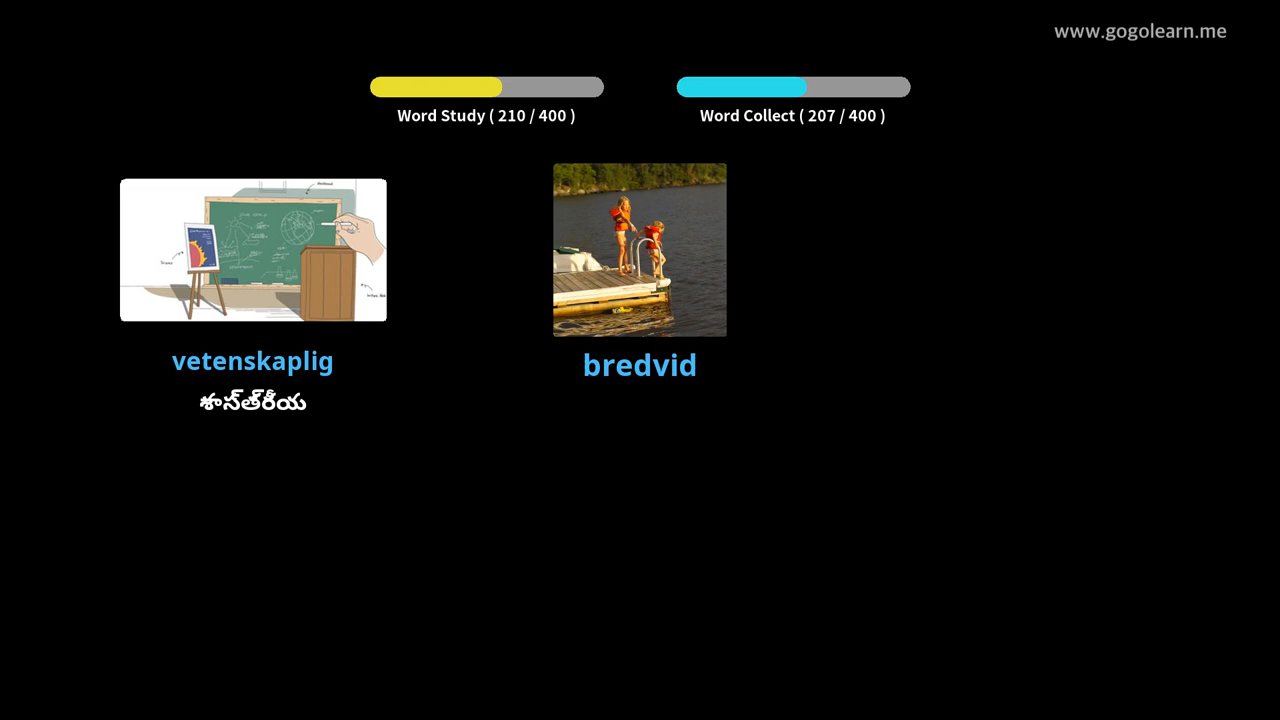 www.gogolearn.me
Word Study ( 210 / 400 )
Word Collect ( 207 / 400 )
vetenskaplig
bredvid
శాస్త్రీయ